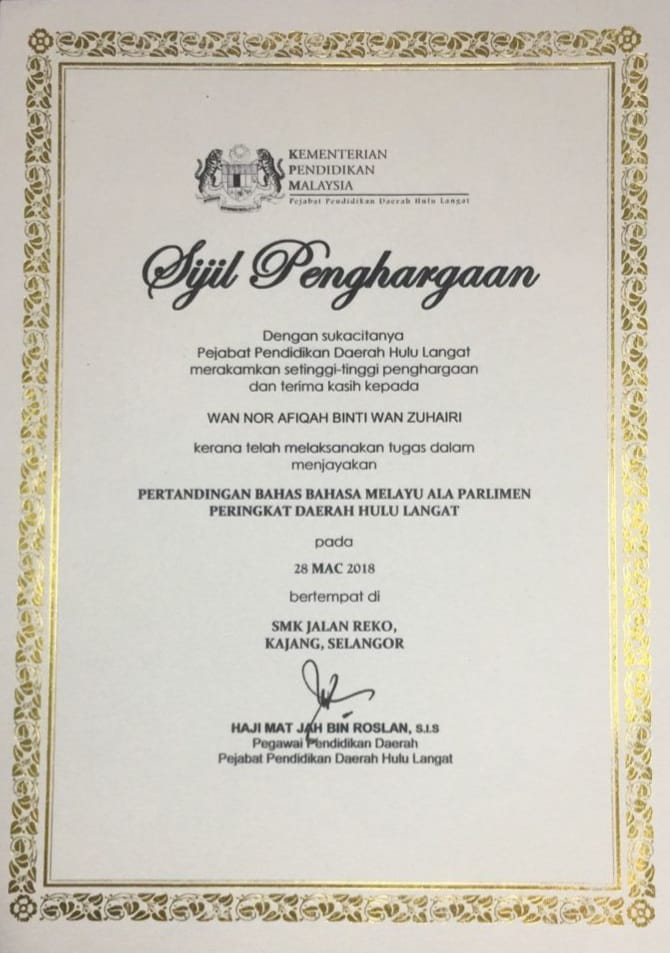 KEMENTERIAN
PENDIDIKAN
MALAYSIA
Pejabat Pendidikan Daerah Hulu Langat
Sijil Penghargaan
Dengan sukacitanya
Pejabat Pendidikan Daerah Hulu Langat
merakamkan setinggi-tinggi penghargaan
dan terima kasih kepada
WAN NOR AFIQAH BINTI WAN ZUHAIRI
kerana telah melaksanakan tugas dalam
menjayakan
PERTANDINGAN BAHAS BAHASA MELAYU ALA PARLIMEN
PERINGKAT DAERAH HULU LANGAT
pada
28 MAC 2018
bertempat di
SMK JALAN REKO,
KAJANG, SELANGOR
HAJI MAT JAH BIN ROSLAN, S.I.S
Pegawai Pendidikan Daerah
Pejabat Pendidikan Daerah Hulu Langat